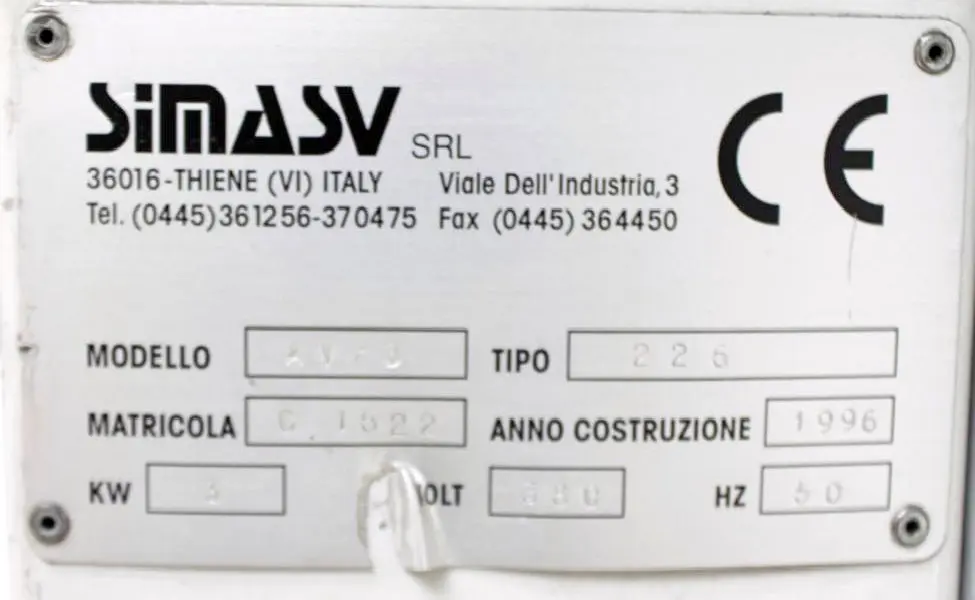 SIMASV SRL
36016-THIENE (VI) ITALY Viale Dell'Industria, 3
Tel. (0445)361256-370475 Fax (0445) 364450
CE
MODELLO TIPO 226
MATRICOLA ANNO COSTRUZIONE 1996
KW HZ 50